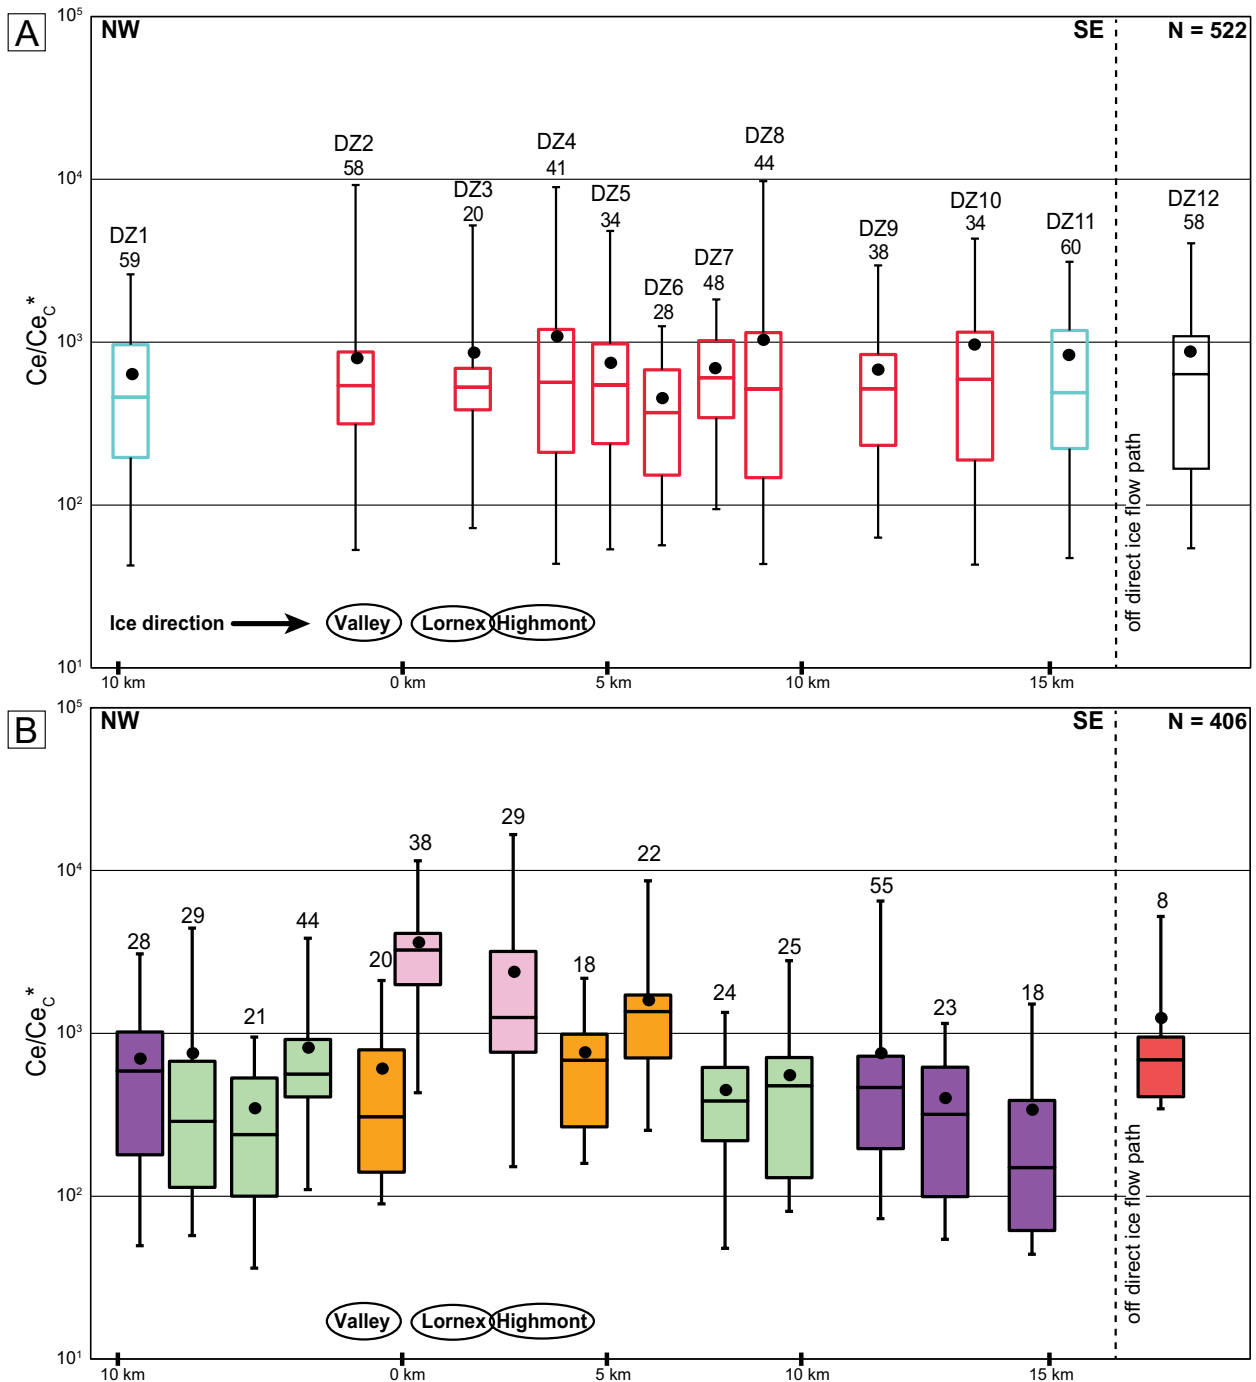 A
NW
SE
N = 522
10⁵
10⁴
10³
10²
10¹
Ce/Ce_C*
DZ1
59
DZ2
58
DZ3
20
DZ4
41
DZ5
34
DZ6
28
DZ7
48
DZ8
44
DZ9
38
DZ10
34
DZ11
60
DZ12
58
off direct ice flow path
Ice direction
Valley
Lornex
Highmont
10 km
0 km
5 km
10 km
15 km
B
NW
SE
N = 406
10⁵
10⁴
10³
10²
10¹
Ce/Ce_C*
28
29
21
44
20
38
29
18
22
24
25
55
23
18
8
off direct ice flow path
Valley
Lornex
Highmont
10 km
0 km
5 km
10 km
15 km